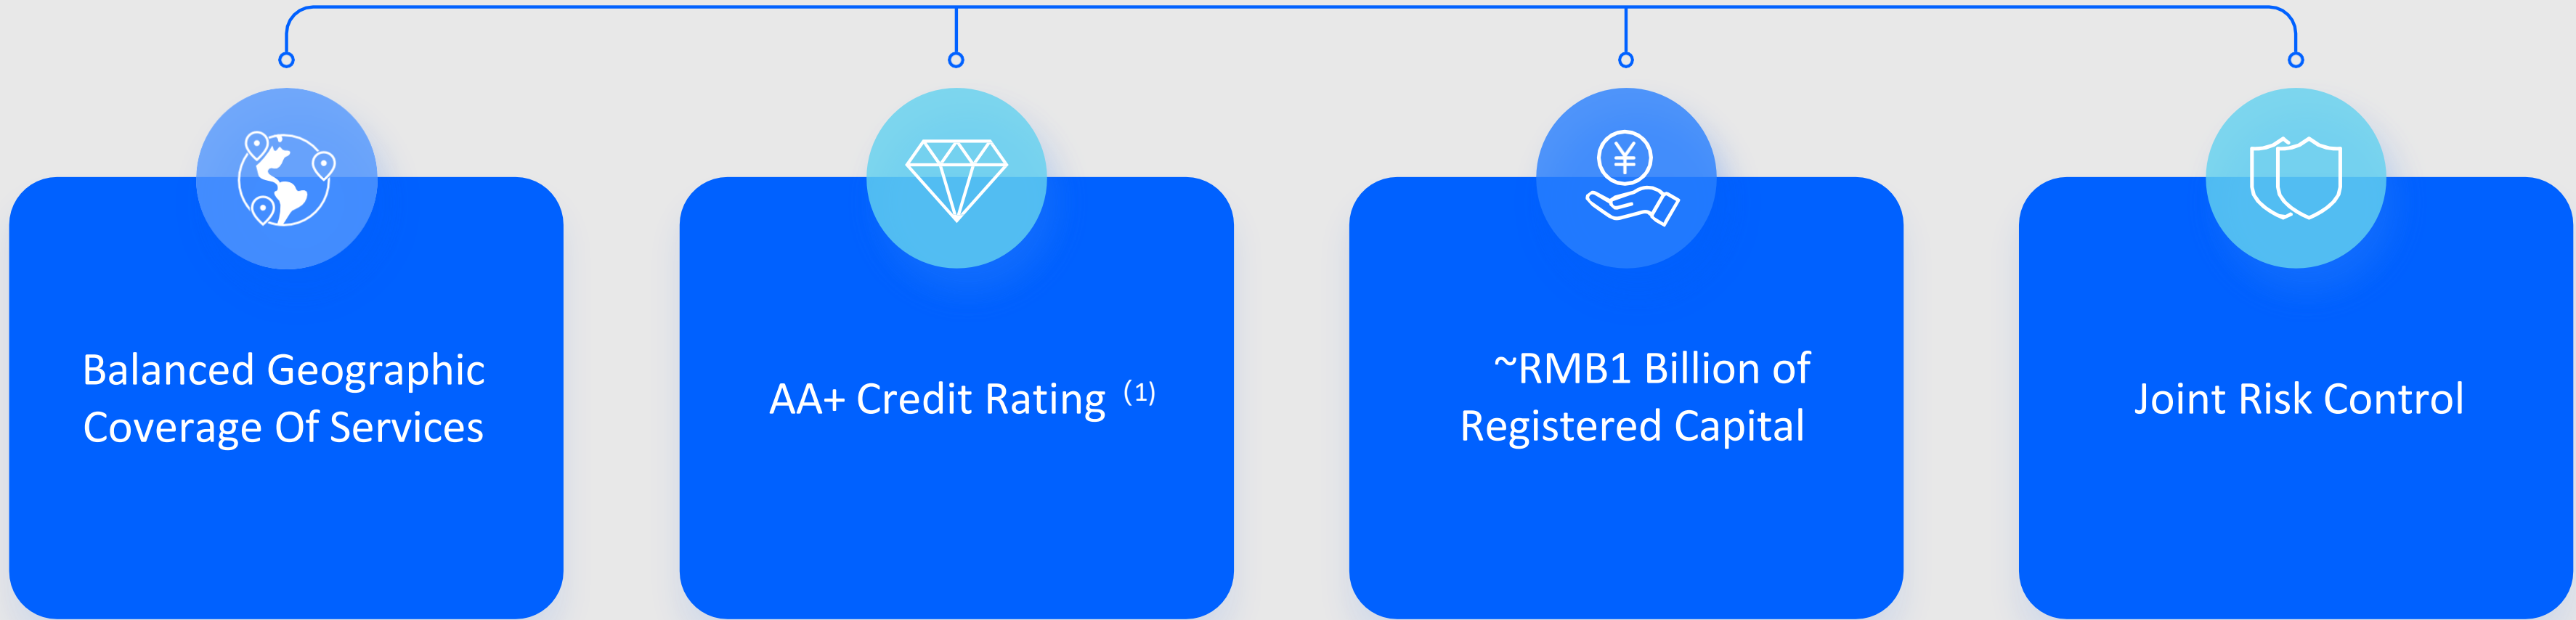 Balanced Geographic
Coverage Of Services
AA+ Credit Rating (1)
~RMB1 Billion of
Registered Capital
Joint Risk Control
¥